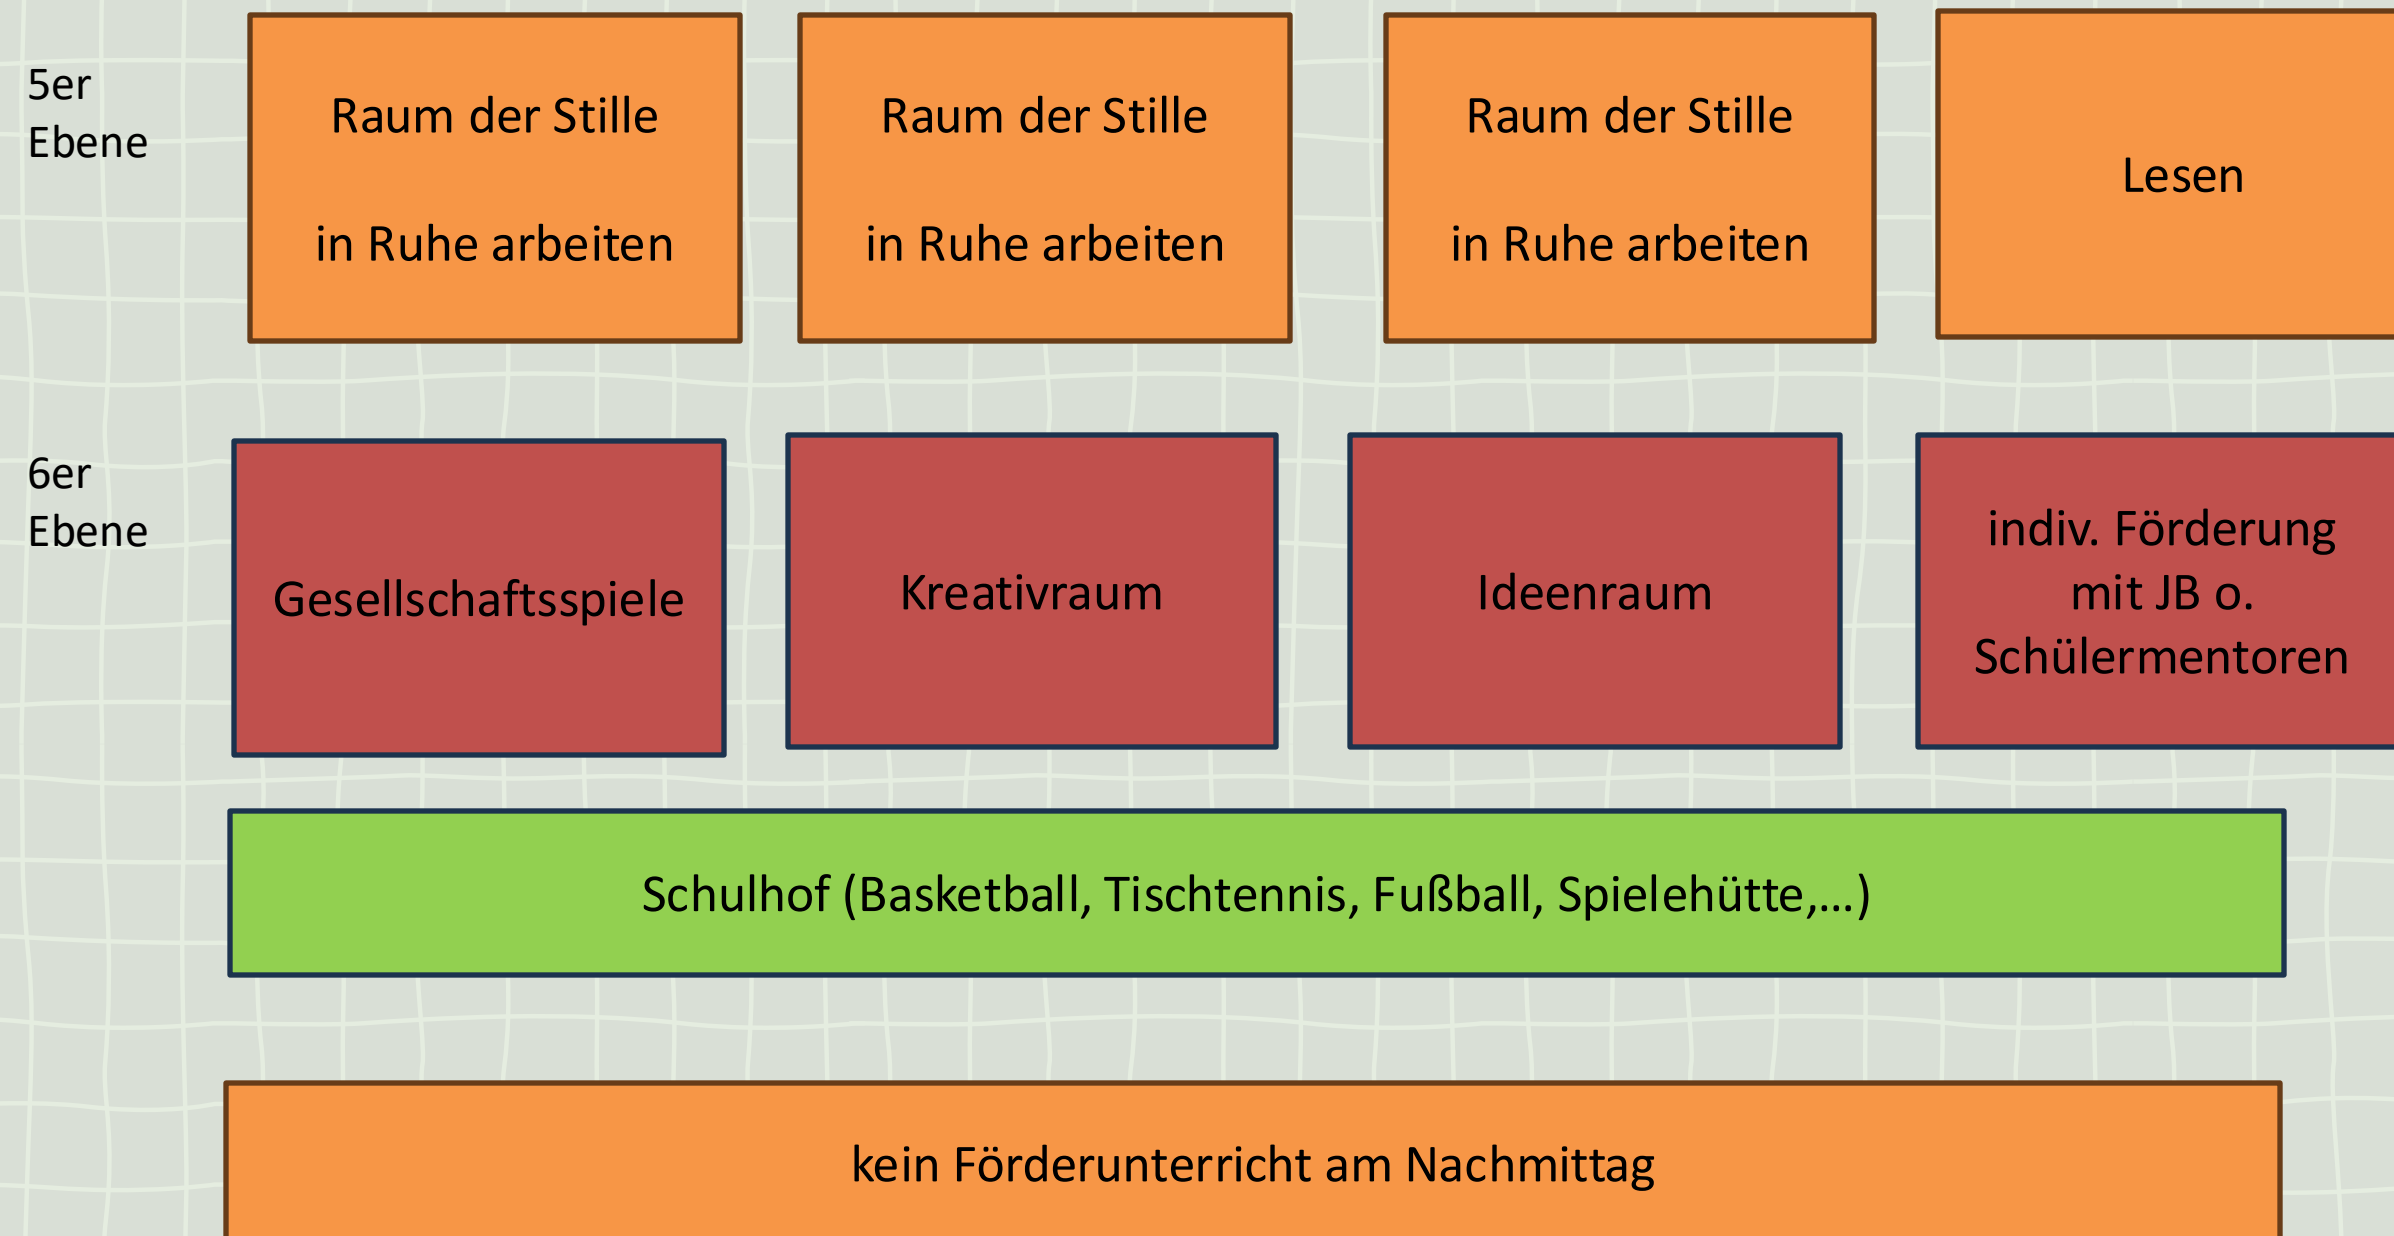 5er
Ebene
Raum der Stille
in Ruhe arbeiten
Raum der Stille
in Ruhe arbeiten
Raum der Stille
in Ruhe arbeiten
Lesen
6er
Ebene
Gesellschaftsspiele
Kreativraum
Ideenraum
indiv. Förderung
mit JB o.
Schülermentoren
Schulhof (Basketball, Tischtennis, Fußball, Spielehütte,...)
kein Förderunterricht am Nachmittag